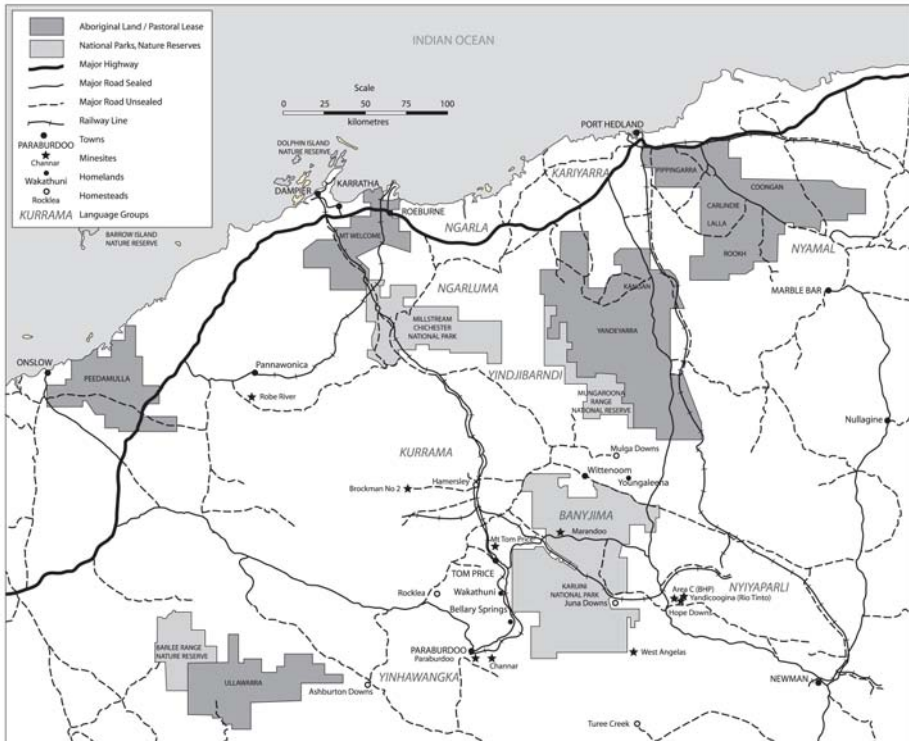 Aboriginal Land / Pastoral Lease
National Parks, Nature Reserves
Major Highway
Major Road Sealed
Major Road Unsealed
Railway Line
PARABURDOO
Towns
Channar
Minesites
Wakathuni
Homelands
Rocklea
Homesteads
KURRAMA
Language Groups
INDIAN OCEAN
Scale
0 25 50 75 100
kilometres
BARROW ISLAND
NATURE RESERVE
DOLPHIN ISLAND
NATURE RESERVE
DAMPIER
KARRATHA
ROEBURNE
MT WELCOME
PORT HEDLAND
KARIYARRA
PIPPINGARRA
COONGAN
CARLINDIE
LALLA
ROOKH
NYAMAL
NGARLA
NGARLUMA
MARBLE BAR
KANGAN
YANDEYARRA
MILLSTREAM
CHICHESTER
NATIONAL PARK
YINDJIBARNDI
MUNGAROONA
RANGE
NATIONAL RESERVE
ONSLOW
PEEDAMULLA
Pannawonica
Robe River
Nullagine
KURRAMA
Mulga Downs
Wittenoom
Youngaleena
Hamersley
Brockman No 2
BANYJIMA
Marandoo
Mt Tom Price
TOM PRICE
Rocklea
Wakathuni
Bellary Springs
KARIJINI
NATIONAL PARK
Juna Downs
NYIYAPARLI
Area C (BHP)
Yandicoogina (Rio Tinto)
Hope Downs
West Angelas
PARABURDOO
Paraburdoo
Channar
YINHAWANGKA
BARLEE RANGE
NATURE RESERVE
ULLAWARRA
Ashburton Downs
NEWMAN
Turee Creek